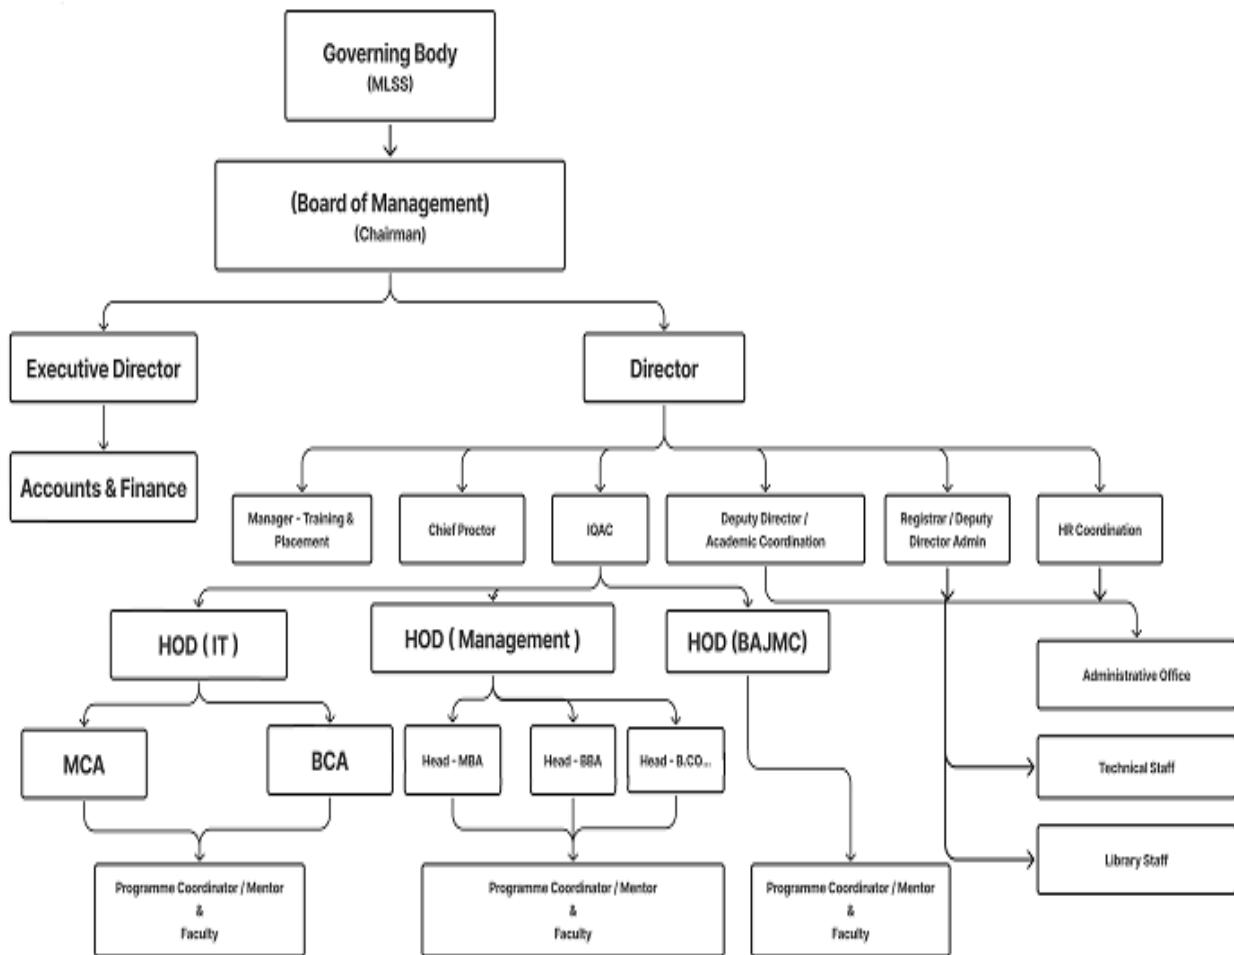 Governing Body
(MLSS)
(Board of Management)
(Chairman)
Executive Director
Director
Accounts & Finance
Manager - Training &
Placement
Chief Proctor
IQAC
Deputy Director /
Academic Coordination
Registrar / Deputy
Director Admin
HR Coordination
HOD ( IT )
HOD ( Management )
HOD (BAJMC)
Administrative Office
MCA
BCA
Head - MBA
Head - BBA
Head - B.CO...
Technical Staff
Library Staff
Programme Coordinator / Mentor
&
Faculty
Programme Coordinator / Mentor
&
Faculty
Programme Coordinator / Mentor
&
Faculty